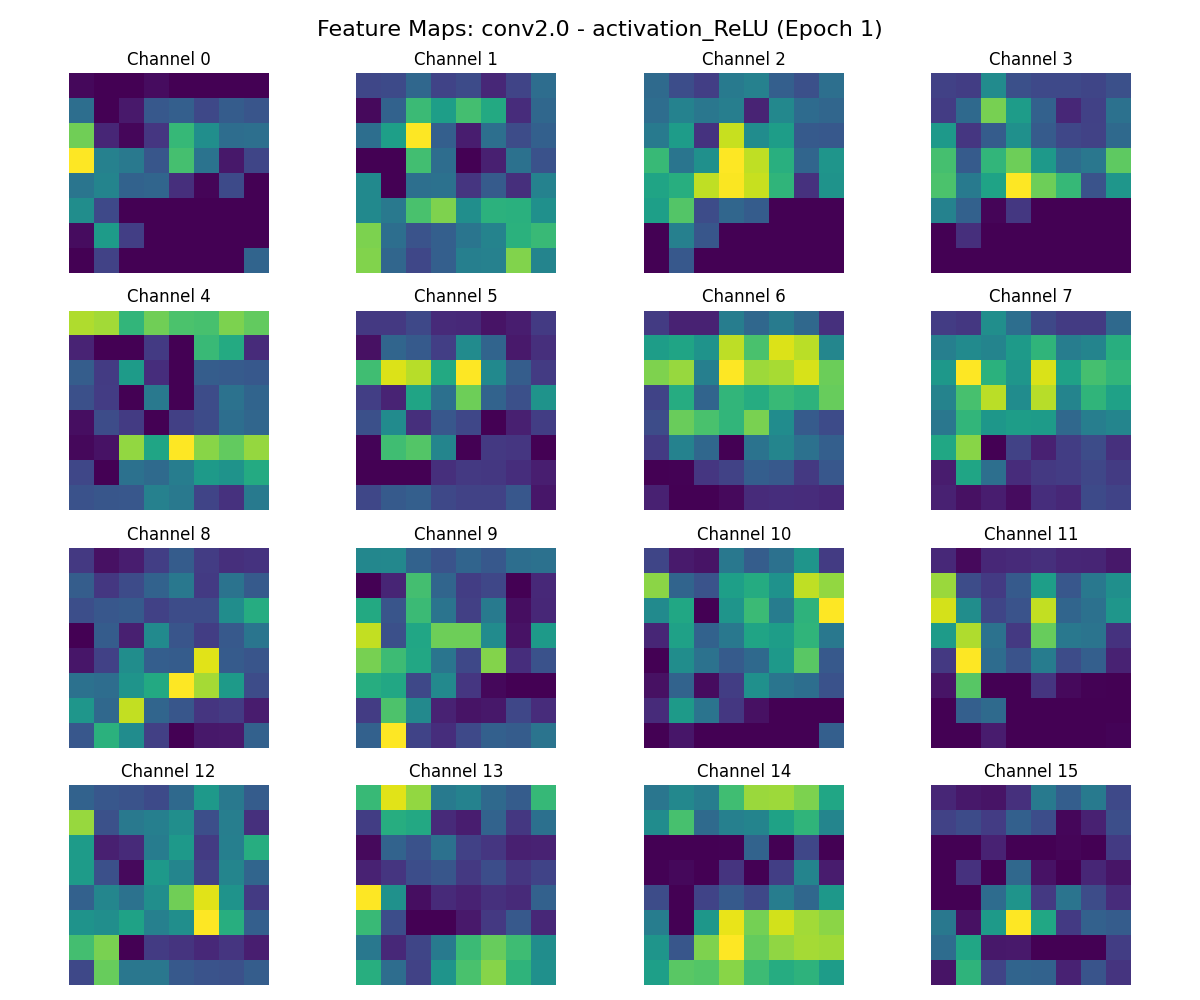 Feature Maps: conv2.0 - activation_ReLU (Epoch 1)
Channel 0
Channel 1
Channel 2
Channel 3
Channel 4
Channel 5
Channel 6
Channel 7
Channel 8
Channel 9
Channel 10
Channel 11
Channel 12
Channel 13
Channel 14
Channel 15